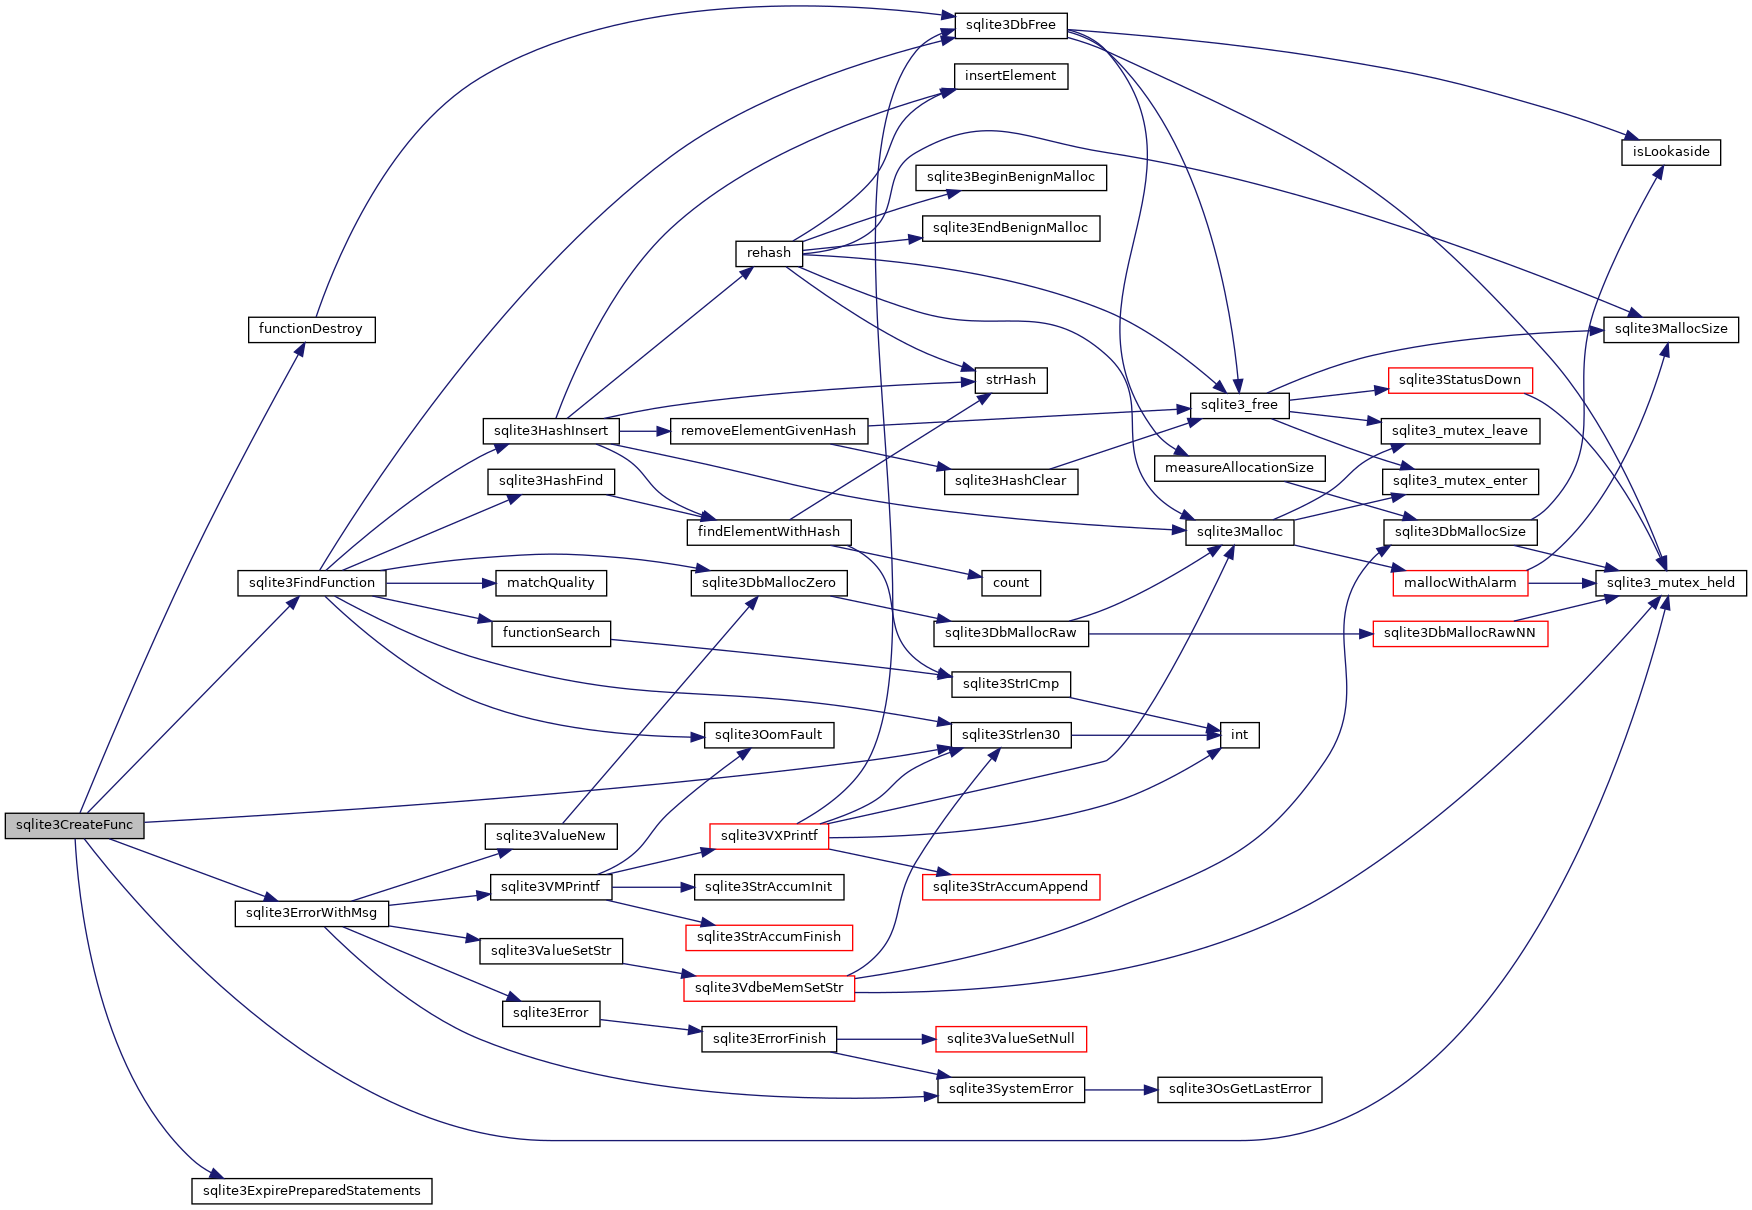 sqlite3DbFree
insertElement
isLookaside
sqlite3BeginBenignMalloc
sqlite3EndBenignMalloc
rehash
functionDestroy
sqlite3MallocSize
strHash
sqlite3StatusDown
sqlite3_free
sqlite3HashInsert
removeElementGivenHash
sqlite3_mutex_leave
measureAllocationSize
sqlite3HashFind
sqlite3HashClear
sqlite3_mutex_enter
findElementWithHash
sqlite3Malloc
sqlite3DbMallocSize
sqlite3FindFunction
matchQuality
sqlite3DbMallocZero
count
mallocWithAlarm
sqlite3_mutex_held
functionSearch
sqlite3DbMallocRaw
sqlite3DbMallocRawNN
sqlite3StrICmp
sqlite3OomFault
sqlite3Strlen30
int
sqlite3CreateFunc
sqlite3ValueNew
sqlite3VXPrintf
sqlite3VMPrintf
sqlite3StrAccumInit
sqlite3StrAccumAppend
sqlite3ErrorWithMsg
sqlite3StrAccumFinish
sqlite3ValueSetStr
sqlite3VdbeMemSetStr
sqlite3Error
sqlite3ErrorFinish
sqlite3ValueSetNull
sqlite3SystemError
sqlite3OsGetLastError
sqlite3ExpirePreparedStatements